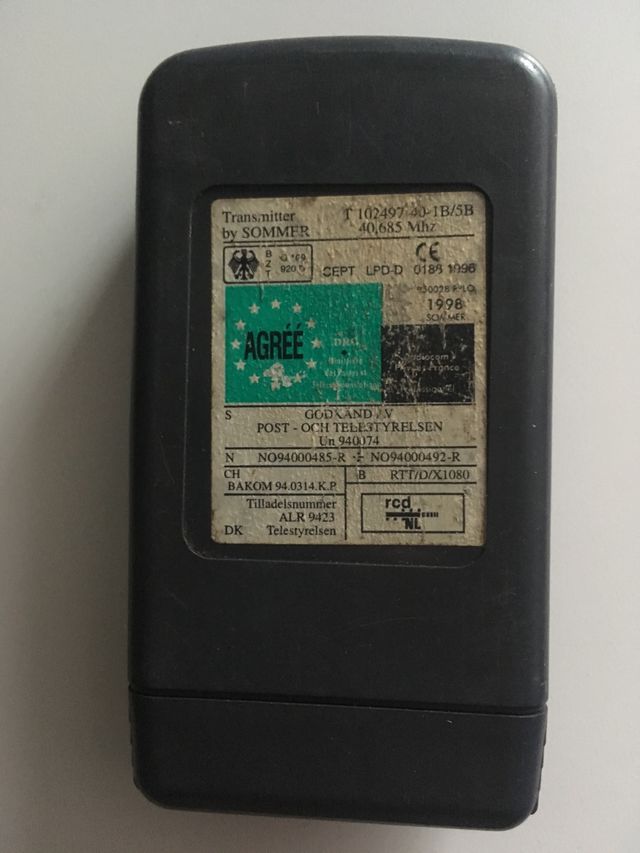 Transmitter T 102497-40-1B/5B
by SOMMER 40,685 Mhz
B
Z
T
CE
CEPT LPD-D 0186 1996
1998
SOMMER
AGRÉÉ
S GODKÄND AV
POST - OCH TELESTYRELSEN
Un 940074
N NO94000485-R ÷ NO94000492-R
CH
BAKOM 94.0314.K.P.
B RTT/D/X1080
Tilladelsnummer
ALR 9423
DK Telestyrelsen
rcd
NL